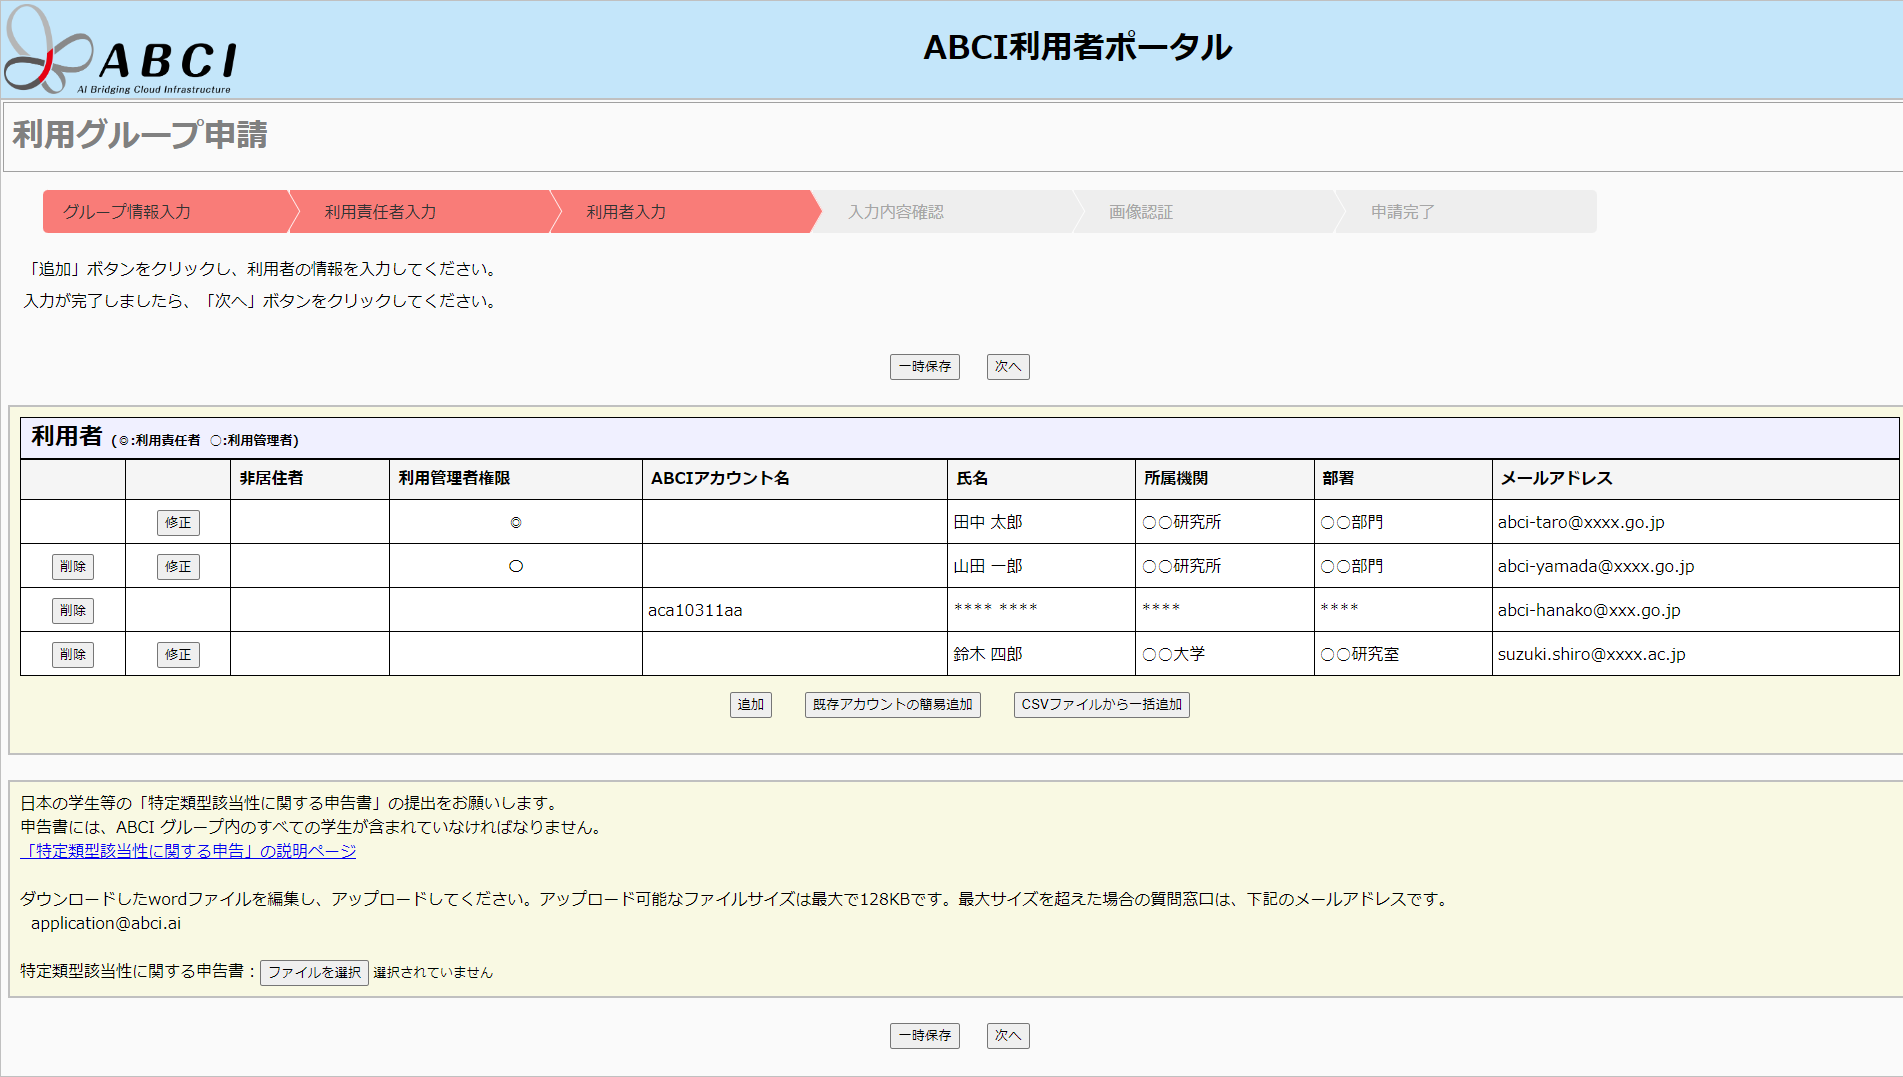 ABCI
AI Bridging Cloud Infrastructure
ABCI利用者ポータル
利用グループ申請
グループ情報入力 利用責任者入力 利用者入力 入力内容確認 画像認証 申請完了
「追加」ボタンをクリックし、利用者の情報を入力してください。
入力が完了しましたら、「次へ」ボタンをクリックしてください。
一時保存 次へ
利用者 (◎:利用責任者 ○:利用管理者)
非居住者 利用管理者権限 ABCIアカウント名 氏名 所属機関 部署 メールアドレス
修正 ◎ 田中 太郎 ○○研究所 ○○部門 abci-taro@xxxx.go.jp
削除 修正 ○ 山田 一郎 ○○研究所 ○○部門 abci-yamada@xxxx.go.jp
削除 aca10311aa **** **** **** **** abci-hanako@xxx.go.jp
削除 修正 鈴木 四郎 ○○大学 ○○研究室 suzuki.shiro@xxxx.ac.jp
追加 既存アカウントの簡易追加 CSVファイルから一括追加
日本の学生等の「特定類型該当性に関する申告書」の提出をお願いします。
申告書には、ABCI グループ内のすべての学生が含まれていなければなりません。
「特定類型該当性に関する申告」の説明ページ
ダウンロードしたwordファイルを編集し、アップロードしてください。アップロード可能なファイルサイズは最大で128KBです。最大サイズを超えた場合の質問窓口は、下記のメールアドレスです。
application@abci.ai
特定類型該当性に関する申告書：ファイルを選択 選択されていません
一時保存 次へ